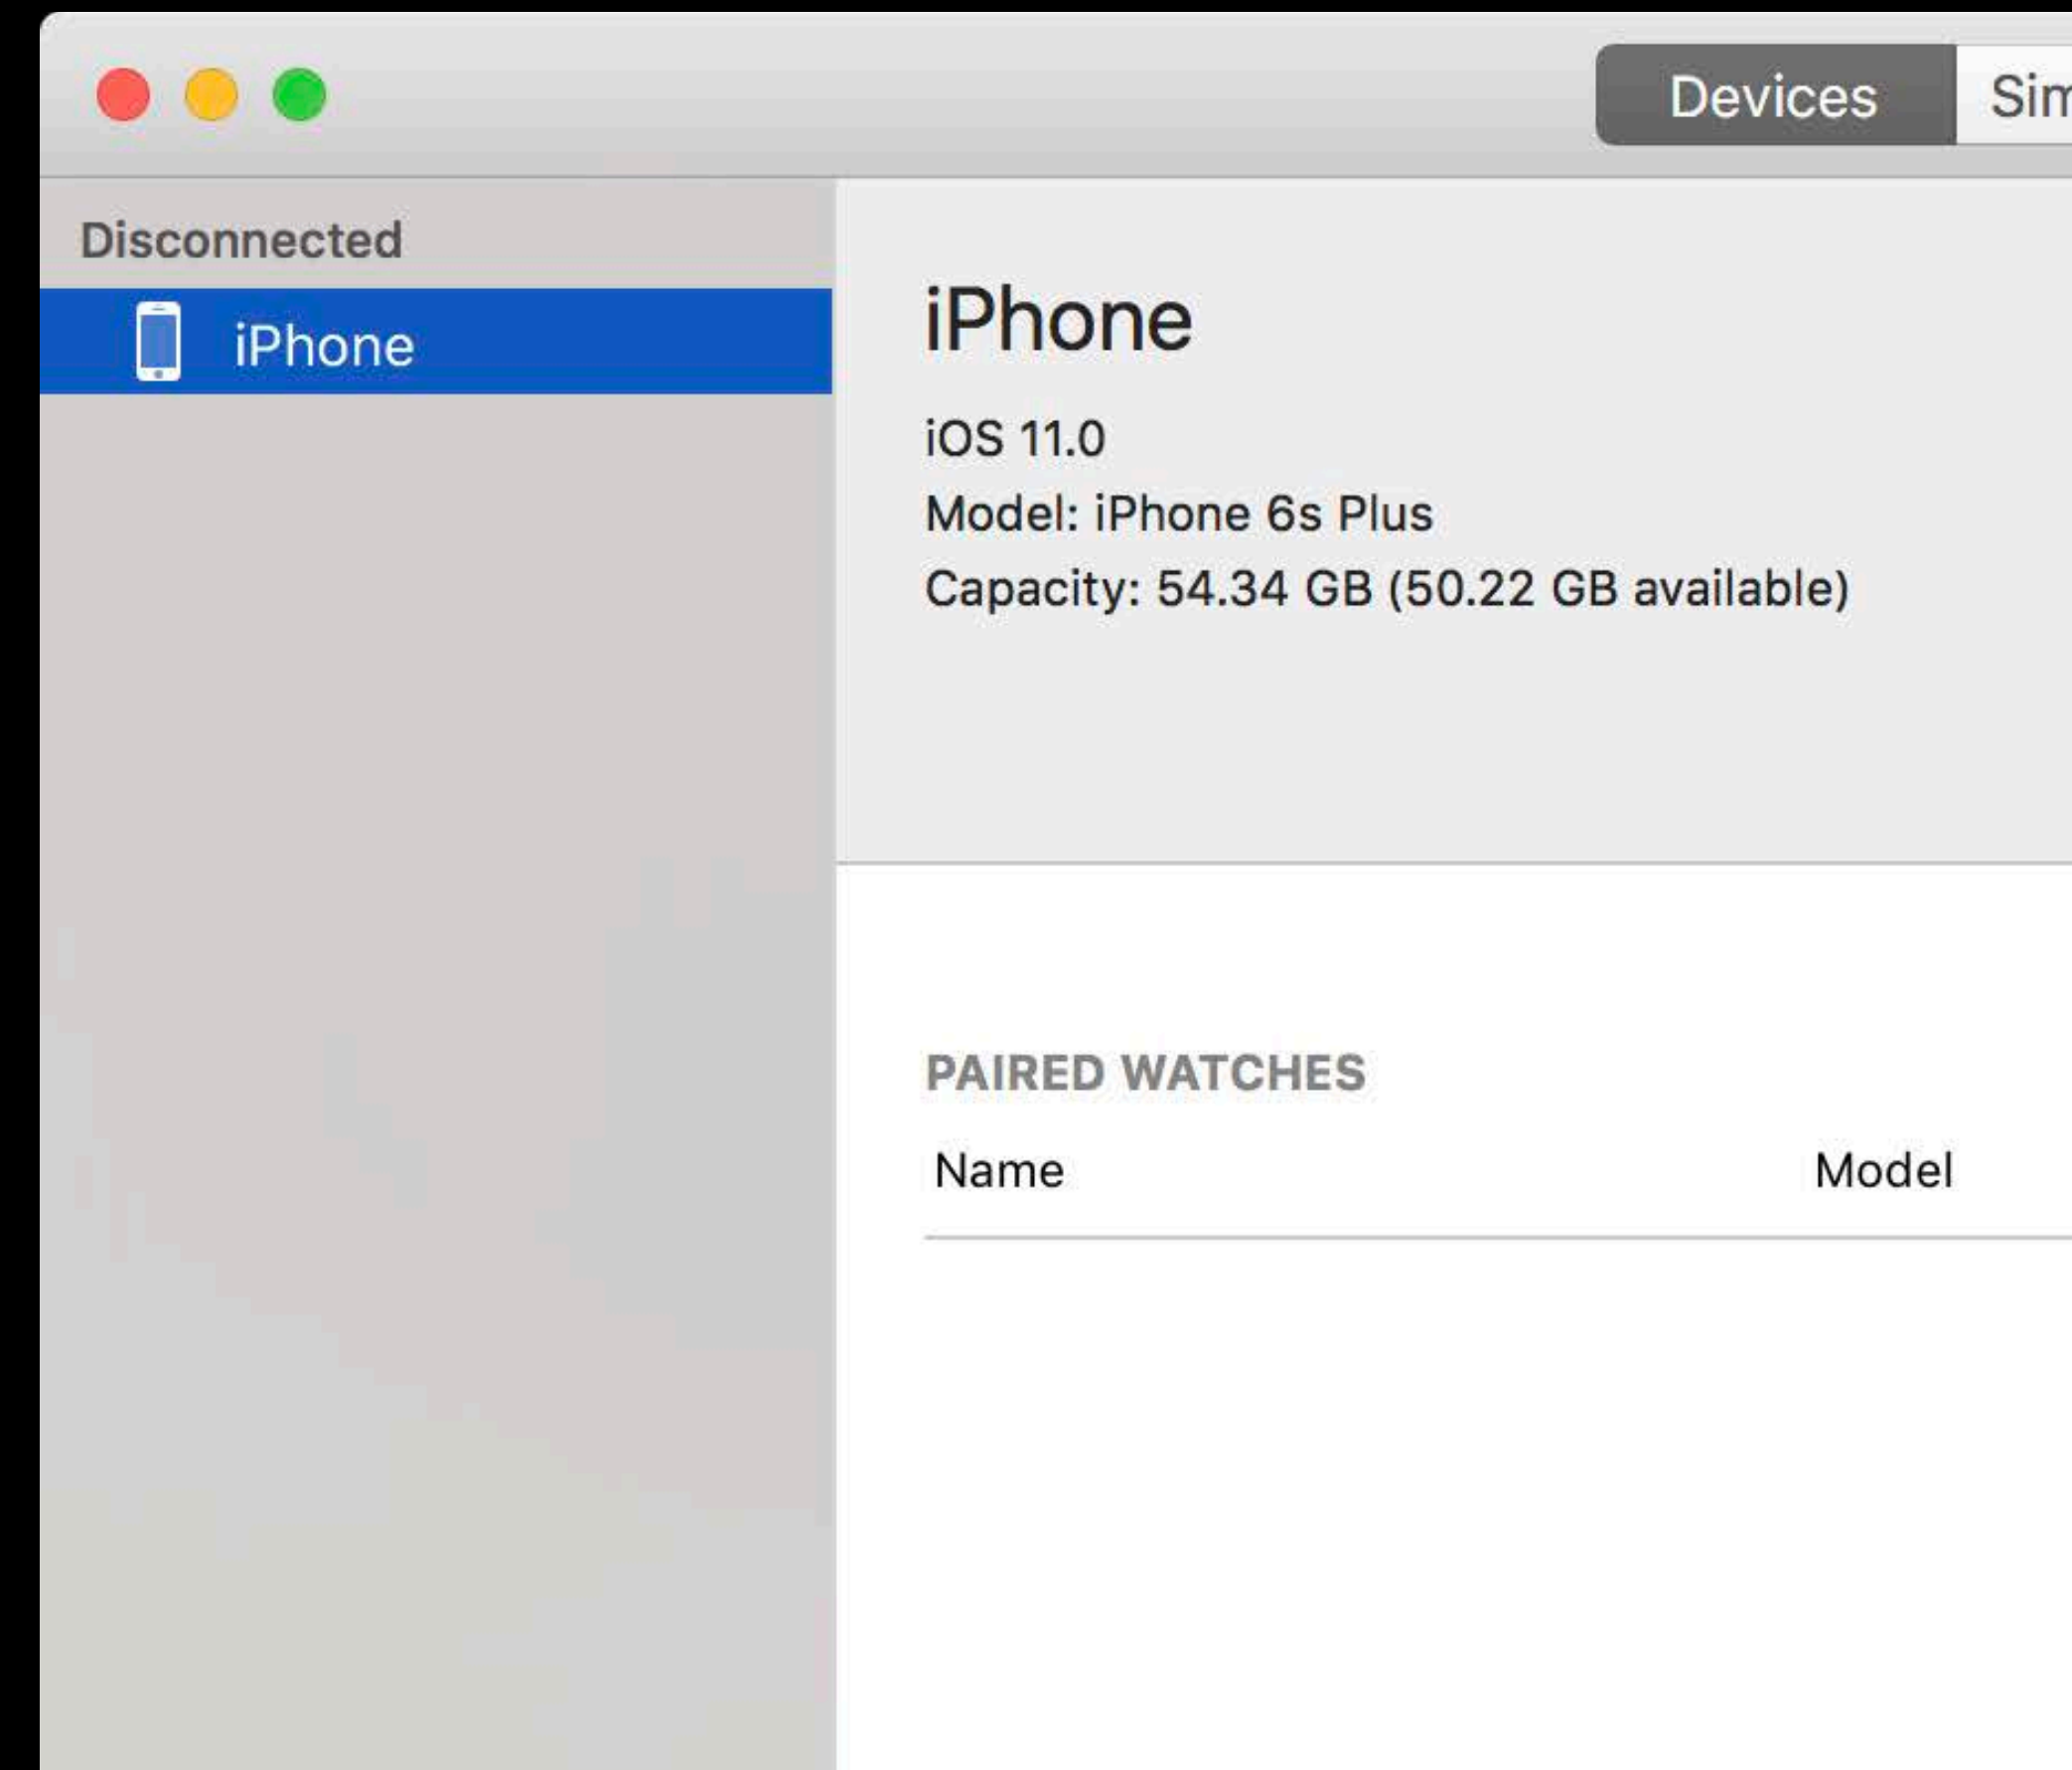 Devices
Disconnected
iPhone
iPhone
iOS 11.0
Model: iPhone 6s Plus
Capacity: 54.34 GB (50.22 GB available)
PAIRED WATCHES
Name Model